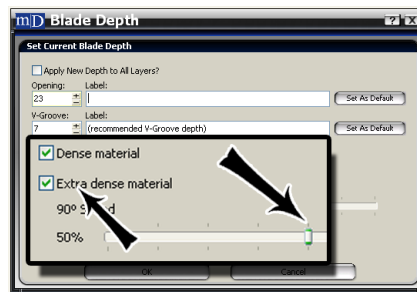 mD Blade Depth
Set Current Blade Depth
Apply New Depth to All Layers?
Opening: Label:
23 Set As Default
V-Groove: Label:
7 (recommended V-Groove depth) Set As Default
Dense material
Extra dense material
90º
50%
OK Cancel